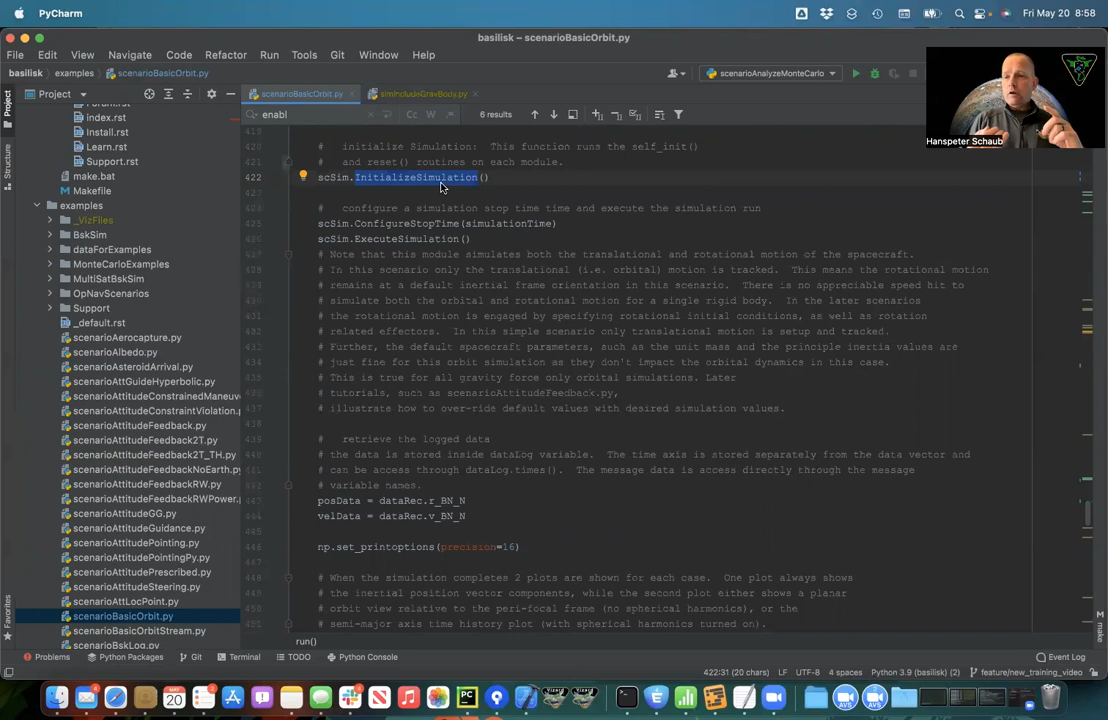 PyCharm
Fri May 20 8:58
basilisk – scenarioBasicOrbit.py
File Edit View Navigate Code Refactor Run Tools Git Window Help
basilisk examples scenarioBasicOrbit.py
scenarioAnalyzeMonteCarlo
Project
scenarioBasicOrbit.py
simIncludeGravBody.py
enabl
Cc W
6 results
Hanspeter Schaub
Project
Structure
Favorites
make
index.rst
Install.rst
Learn.rst
Support.rst
make.bat
Makefile
examples
_VizFiles
BskSim
dataForExamples
MonteCarloExamples
MultiSatBskSim
OpNavScenarios
Support
_default.rst
scenarioAerocapture.py
scenarioAlbedo.py
scenarioAsteroidArrival.py
scenarioAttGuideHyperbolic.py
scenarioAttitudeConstrainedManeuv
scenarioAttitudeConstraintViolation.
scenarioAttitudeFeedback.py
scenarioAttitudeFeedback2T.py
scenarioAttitudeFeedback2T_TH.py
scenarioAttitudeFeedbackNoEarth.py
scenarioAttitudeFeedbackRW.py
scenarioAttitudeFeedbackRWPower.
scenarioAttitudeGG.py
scenarioAttitudeGuidance.py
scenarioAttitudePointing.py
scenarioAttitudePointingPy.py
scenarioAttitudePrescribed.py
scenarioAttitudeSteering.py
scenarioAttLocPoint.py
scenarioBasicOrbit.py
scenarioBasicOrbitStream.py
scenarioBskLog.py
420 # initialize Simulation: This function runs the self_init()
421 # and reset() routines on each module.
422 scSim.InitializeSimulation()
# configure a simulation stop time time and execute the simulation run
scSim.ConfigureStopTime(simulationTime)
scSim.ExecuteSimulation()
# Note that this module simulates both the translational and rotational motion of the spacecraft.
# In this scenario only the translational (i.e. orbital) motion is tracked. This means the rotational motion
# remains at a default inertial frame orientation in this scenario. There is no appreciable speed hit to
# simulate both the orbital and rotational motion for a single rigid body. In the later scenarios
# the rotational motion is engaged by specifying rotational initial conditions, as well as rotation
# related effectors. In this simple scenario only translational motion is setup and tracked.
# Further, the default spacecraft parameters, such as the unit mass and the principle inertia values are
# just fine for this orbit simulation as they don't impact the orbital dynamics in this case.
# This is true for all gravity force only orbital simulations. Later
# tutorials, such as scenarioAttitudeFeedback.py,
# illustrate how to over-ride default values with desired simulation values.
# retrieve the logged data
# the data is stored inside dataLog variable. The time axis is stored separately from the data vector and
# can be access through dataLog.times(). The message data is access directly through the message
# variable names.
posData = dataRec.r_BN_N
velData = dataRec.v_BN_N
446 np.set_printoptions(precision=16)
# When the simulation completes 2 plots are shown for each case. One plot always shows
# the inertial position vector components, while the second plot either shows a planar
# orbit view relative to the peri-focal frame (no spherical harmonics), or the
# semi-major axis time history plot (with spherical harmonics turned on).
run()
Problems Python Packages Git Terminal TODO Python Console Event Log
422:31 (20 chars) LF UTF-8 4 spaces Python 3.9 (basilisk) (2) feature/new_training_video